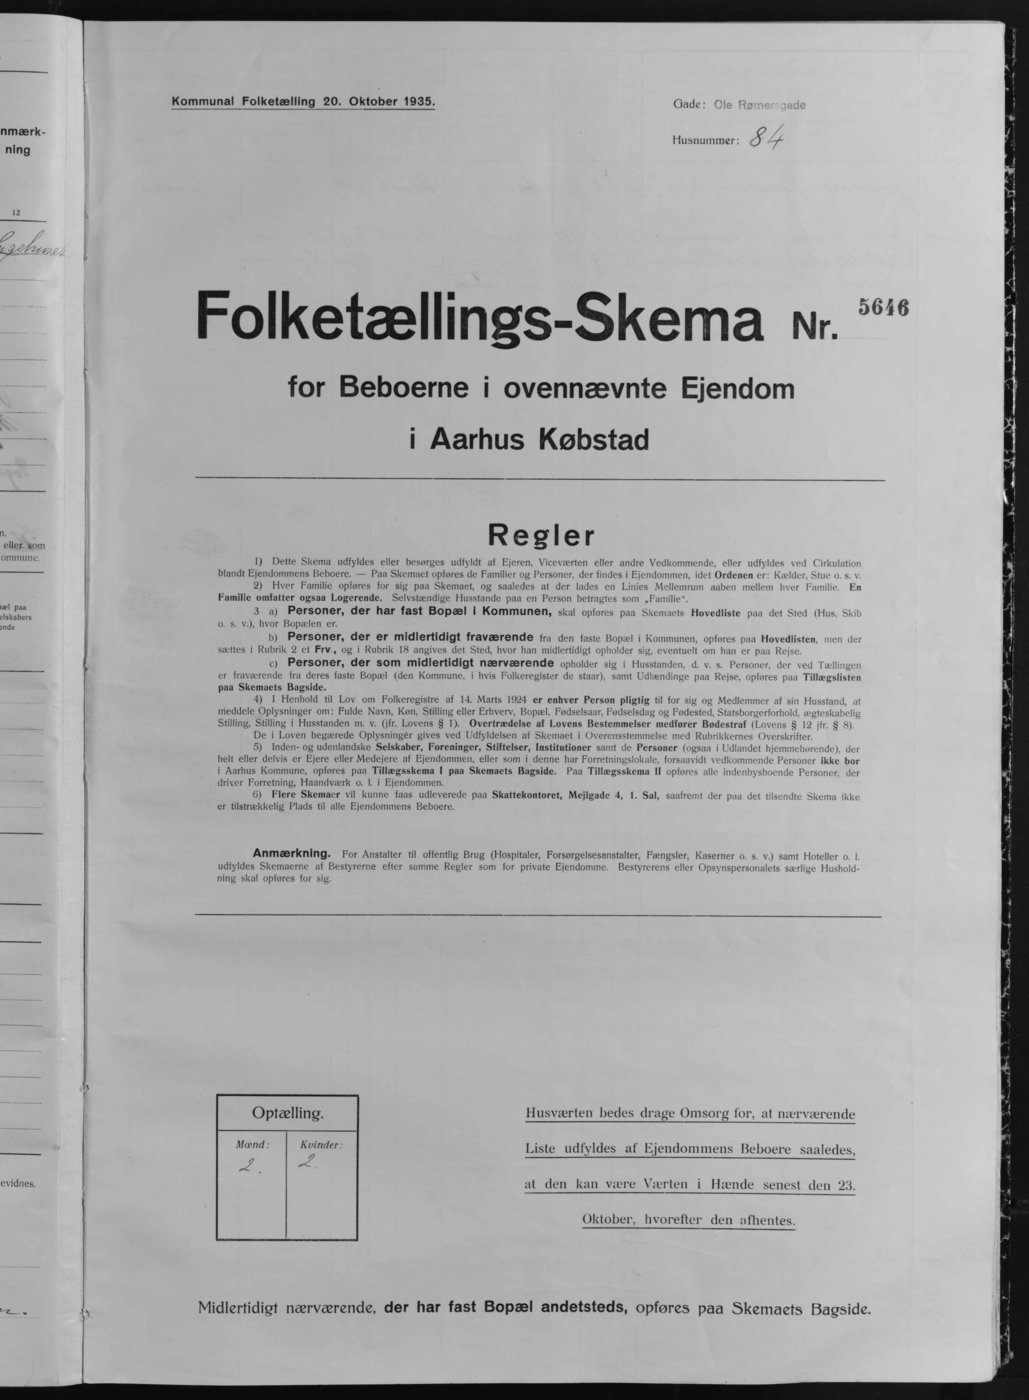 nmærk-
ning
12
n.
eller som
ommune.
æl paa
elskabers
ende
evidnes.
Kommunal Folketælling 20. Oktober 1935.
Gade: Ole Rømersgade
Husnummer: 84
Folketællings-Skema Nr. 5646
for Beboerne i ovennævnte Ejendom
i Aarhus Købstad
Regler
1) Dette Skema udfyldes eller besørges udfyldt af Ejeren, Viceværten eller andre Vedkommende, eller udfyldes ved Cirkulation
blandt Ejendommens Beboere. — Paa Skemaet opføres de Familier og Personer, der findes i Ejendommen, idet Ordenen er: Kælder, Stue o. s. v.
2) Hver Familie opføres for sig paa Skemaet, og saaledes at der lades en Linies Mellemrum aaben mellem hver Familie. En
Familie omfatter ogsaa Logerende. Selvstændige Husstande paa en Person betragtes som „Familie“.
3 a) Personer, der har fast Bopæl i Kommunen, skal opføres paa Skemaets Hovedliste paa det Sted (Hus, Skib
o. s. v.), hvor Bopælen er.
b) Personer, der er midlertidigt fraværende fra den faste Bopæl i Kommunen, opføres paa Hovedlisten, men der
sættes i Rubrik 2 et Frv., og i Rubrik 18 angives det Sted, hvor han midlertidigt opholder sig, eventuelt om han er paa Rejse.
c) Personer, der som midlertidigt nærværende opholder sig i Husstanden, d. v. s. Personer, der ved Tællingen
er fraværende fra deres faste Bopæl (den Kommune, i hvis Folkeregister de staar), samt Udlændinge paa Rejse, opføres paa Tillægslisten
paa Skemaets Bagside.
4) I Henhold til Lov om Folkeregistre af 14. Marts 1924 er enhver Person pligtig til for sig og Medlemmer af sin Husstand, at
meddele Oplysninger om: Fulde Navn, Køn, Stilling eller Erhverv, Bopæl, Fødselsaar, Fødselsdag og Fødested, Statsborgerforhold, ægteskabelig
Stilling, Stilling i Husstanden m. v. (jfr. Lovens § 1). Overtrædelse af Lovens Bestemmelser medfører Bødestraf (Lovens § 12 jfr. § 8).
De i Loven begærede Oplysninger gives ved Udfyldelsen af Skemaet i Overensstemmelse med Rubrikkernes Overskrifter.
5) Inden- og udenlandske Selskaber, Foreninger, Stiftelser, Institutioner samt de Personer (ogsaa i Udlandet hjemmehørende), der
helt eller delvis er Ejere eller Medejere af Ejendommen, eller som i denne har Forretningslokale, forsaavidt vedkommende Personer ikke bor
i Aarhus Kommune, opføres paa Tillægsskema I paa Skemaets Bagside. Paa Tillægsskema II opføres alle indenbysboende Personer, der
driver Forretning, Haandværk o. l. i Ejendommen.
6) Flere Skemaer vil kunne faas udleverede paa Skattekontoret, Mejlgade 4, 1. Sal, saafremt der paa det tilsendte Skema ikke
er tilstrækkelig Plads til alle Ejendommens Beboere.
Anmærkning. For Anstalter til offentlig Brug (Hospitaler, Forsørgelsesanstalter, Fængsler, Kaserner o. s. v.) samt Hoteller o. l.
udfyldes Skemaerne af Bestyrerne efter samme Regler som for private Ejendomme. Bestyrerens eller Opsynspersonalets særlige Hushold-
ning skal opføres for sig.
Optælling.
Mænd: Kvinder:
2. 2.
Husværten bedes drage Omsorg for, at nærværende
Liste udfyldes af Ejendommens Beboere saaledes,
at den kan være Værten i Hænde senest den 23.
Oktober, hvorefter den afhentes.
Midlertidigt nærværende, der har fast Bopæl andetsteds, opføres paa Skemaets Bagside.